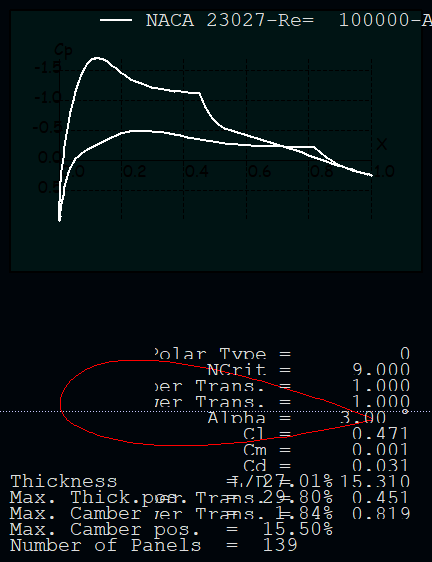 NACA 23027-Re= 100000-A
Cp
-1.5
-1.0
-0.5
X
0.0
0.2 0.4 0.6 0.8 1.0
0.5
Polar Type = 0
NCrit = 9.000
Trans. = 1.000
Trans. = 1.000
Alpha = 3.00 °
Cl = 0.471
Cm = 0.001
Cd = 0.031
Thickness = 27.01% L/D 15.310
Max. Thick.pos. = 29.80% Trans. 0.451
Max. Camber = 1.84% Trans. 0.819
Max. Camber pos. = 15.50%
Number of Panels = 139